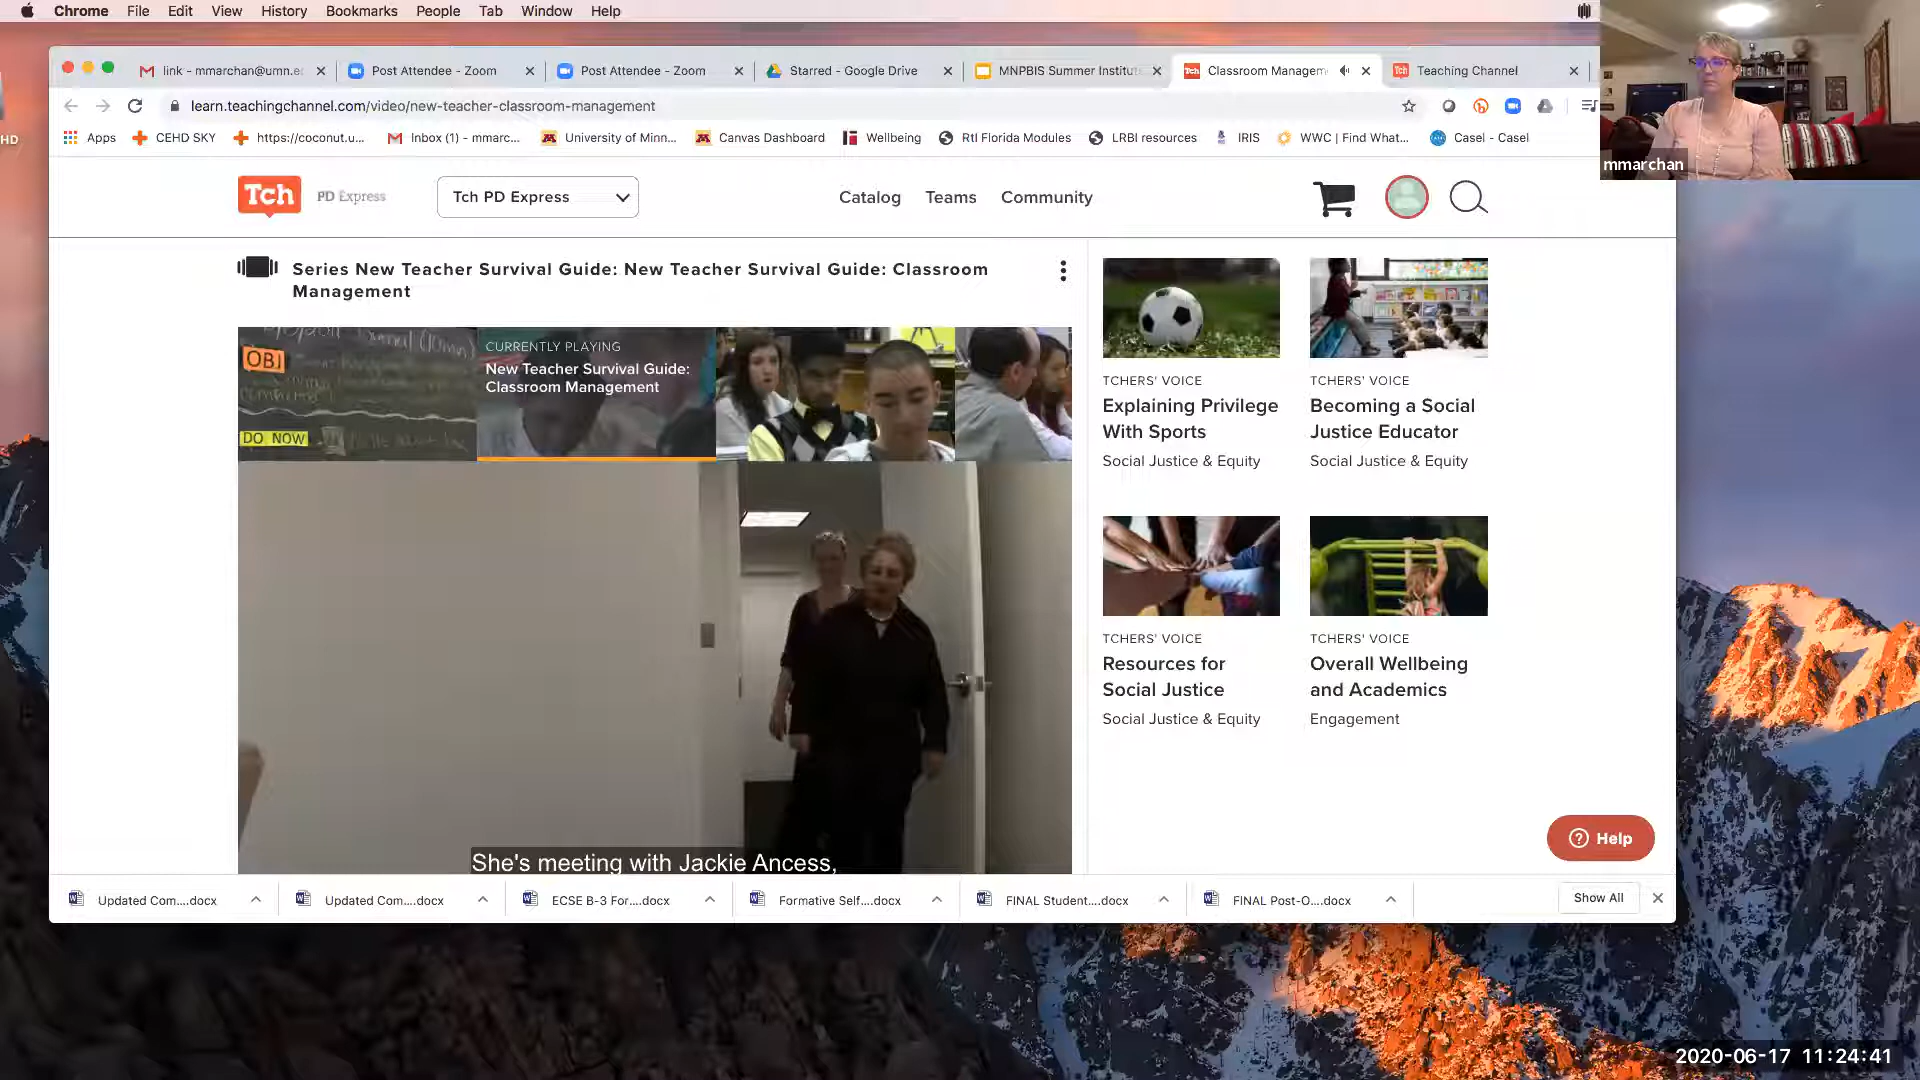 Chrome File Edit View History Bookmarks People Tab Window Help
link - mmarchan@umn.e
Post Attendee - Zoom
Post Attendee - Zoom
Starred - Google Drive
MNPBIS Summer Institut
Classroom Managem
Teaching Channel
learn.teachingchannel.com/video/new-teacher-classroom-management
Apps
CEHD SKY
https://coconut.u...
Inbox (1) - mmarc...
University of Minn...
Canvas Dashboard
Wellbeing
RtI Florida Modules
LRBI resources
IRIS
WWC | Find What...
Casel - Casel
mmarchan
HD
Tch PD Express
Tch PD Express
Catalog Teams Community
Series New Teacher Survival Guide: New Teacher Survival Guide: Classroom
Management
OBJ
DO NOW
CURRENTLY PLAYING
New Teacher Survival Guide:
Classroom Management
She's meeting with Jackie Ancess,
TCHERS' VOICE
Explaining Privilege
With Sports
Social Justice & Equity
TCHERS' VOICE
Becoming a Social
Justice Educator
Social Justice & Equity
TCHERS' VOICE
Resources for
Social Justice
Social Justice & Equity
TCHERS' VOICE
Overall Wellbeing
and Academics
Engagement
Help
Updated Com....docx
Updated Com....docx
ECSE B-3 For....docx
Formative Self....docx
FINAL Student....docx
FINAL Post-O....docx
Show All
2020-06-17 11:24:41